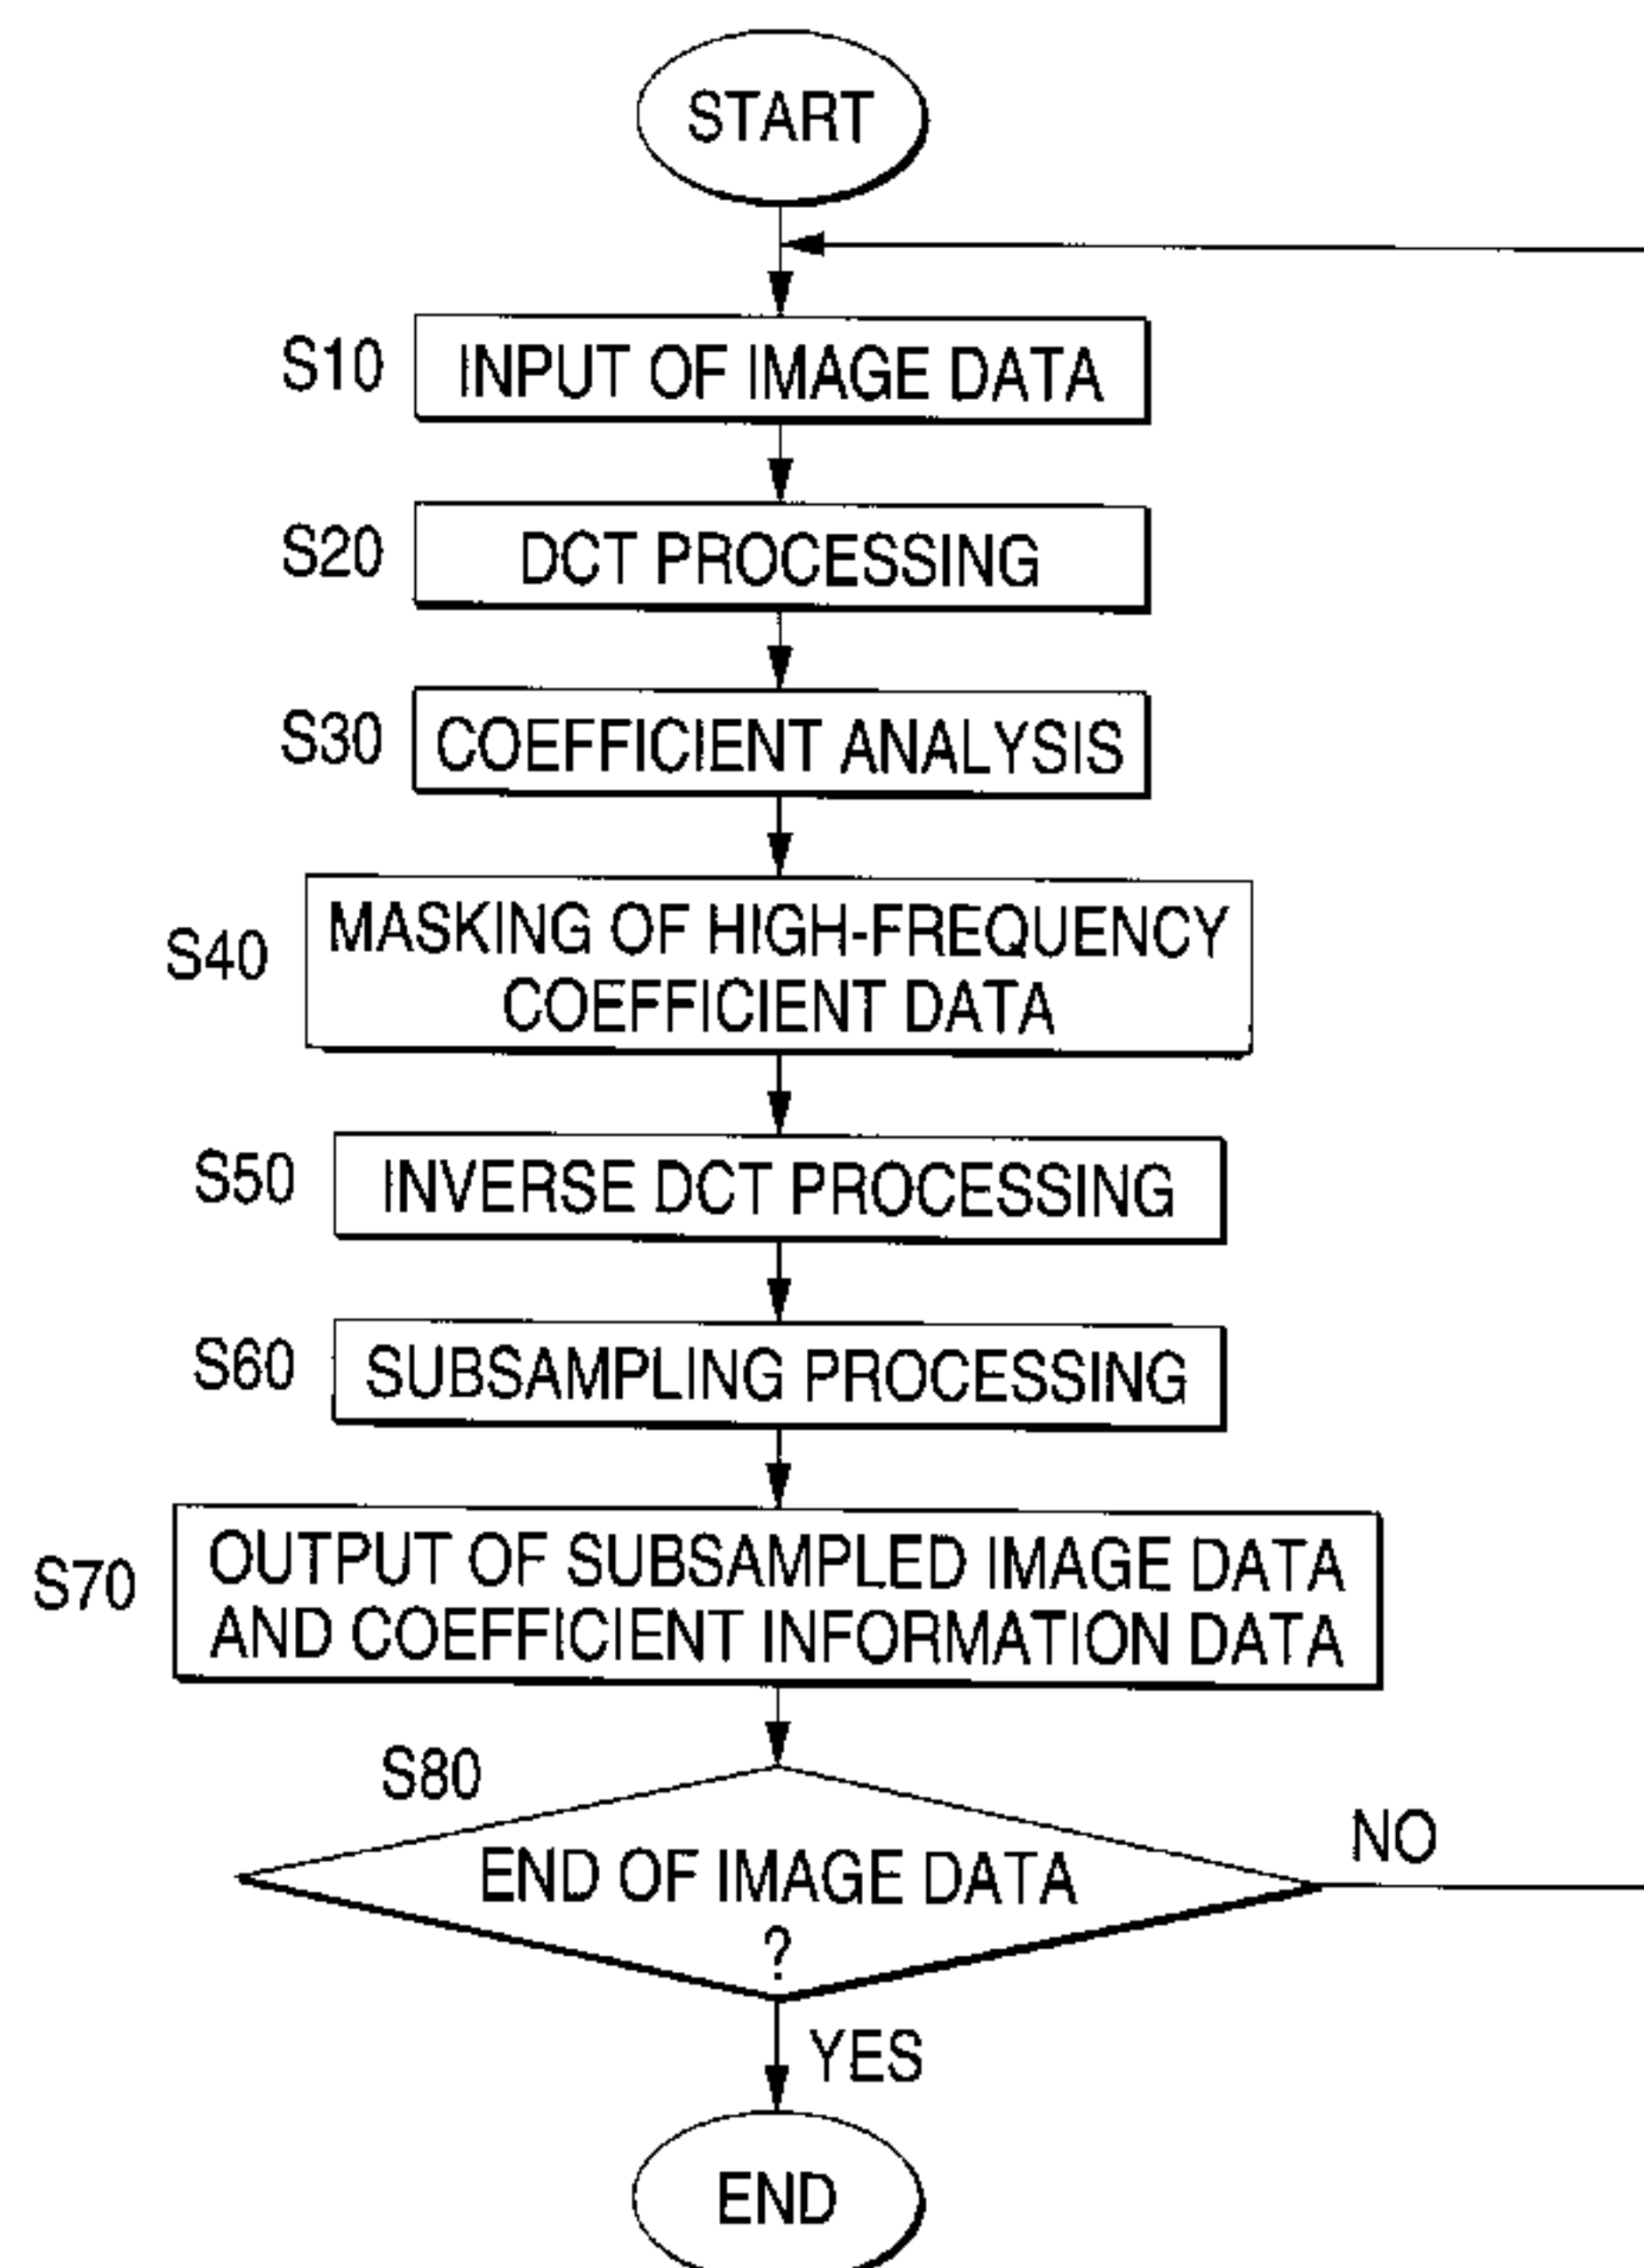 START
S10
INPUT OF IMAGE DATA
S20
DCT PROCESSING
S30
COEFFICIENT ANALYSIS
S40
MASKING OF HIGH-FREQUENCY
COEFFICIENT DATA
S50
INVERSE DCT PROCESSING
S60
SUBSAMPLING PROCESSING
S70
OUTPUT OF SUBSAMPLED IMAGE DATA
AND COEFFICIENT INFORMATION DATA
S80
END OF IMAGE DATA
?
NO
YES
END